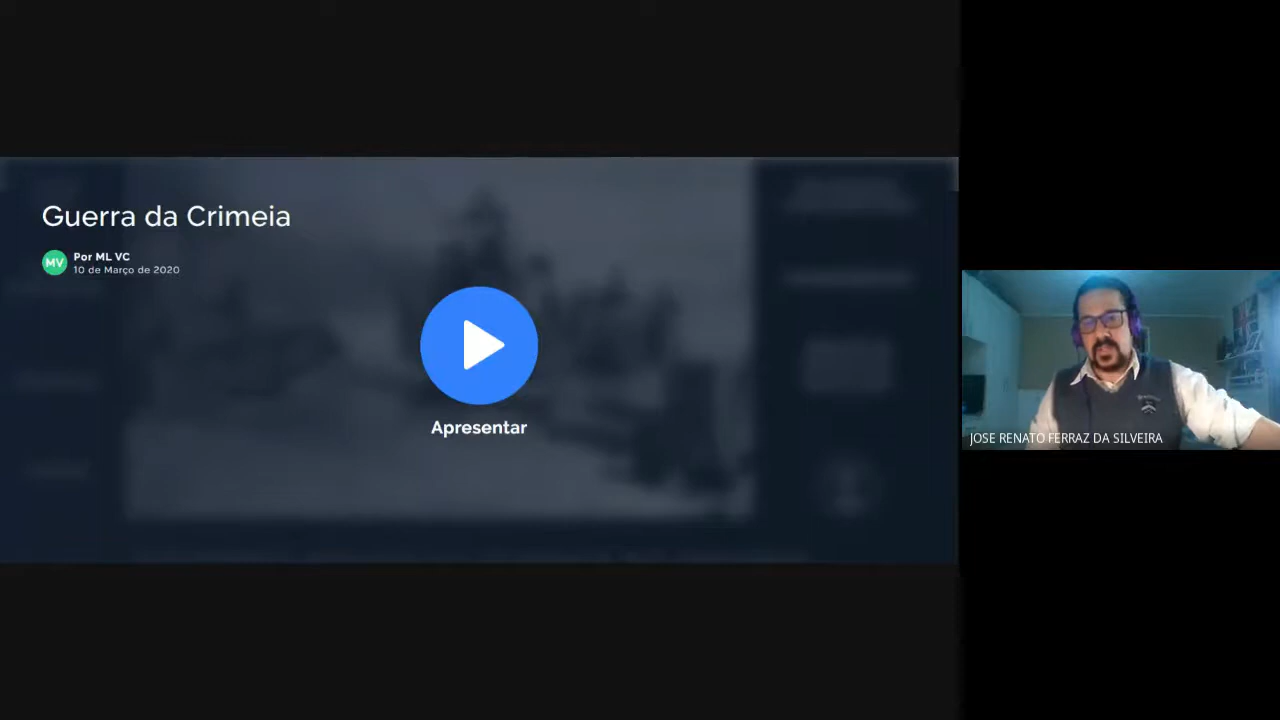 Guerra da Crimeia
MV
Por ML VC
10 de Março de 2020
Apresentar
JOSE RENATO FERRAZ DA SILVEIRA